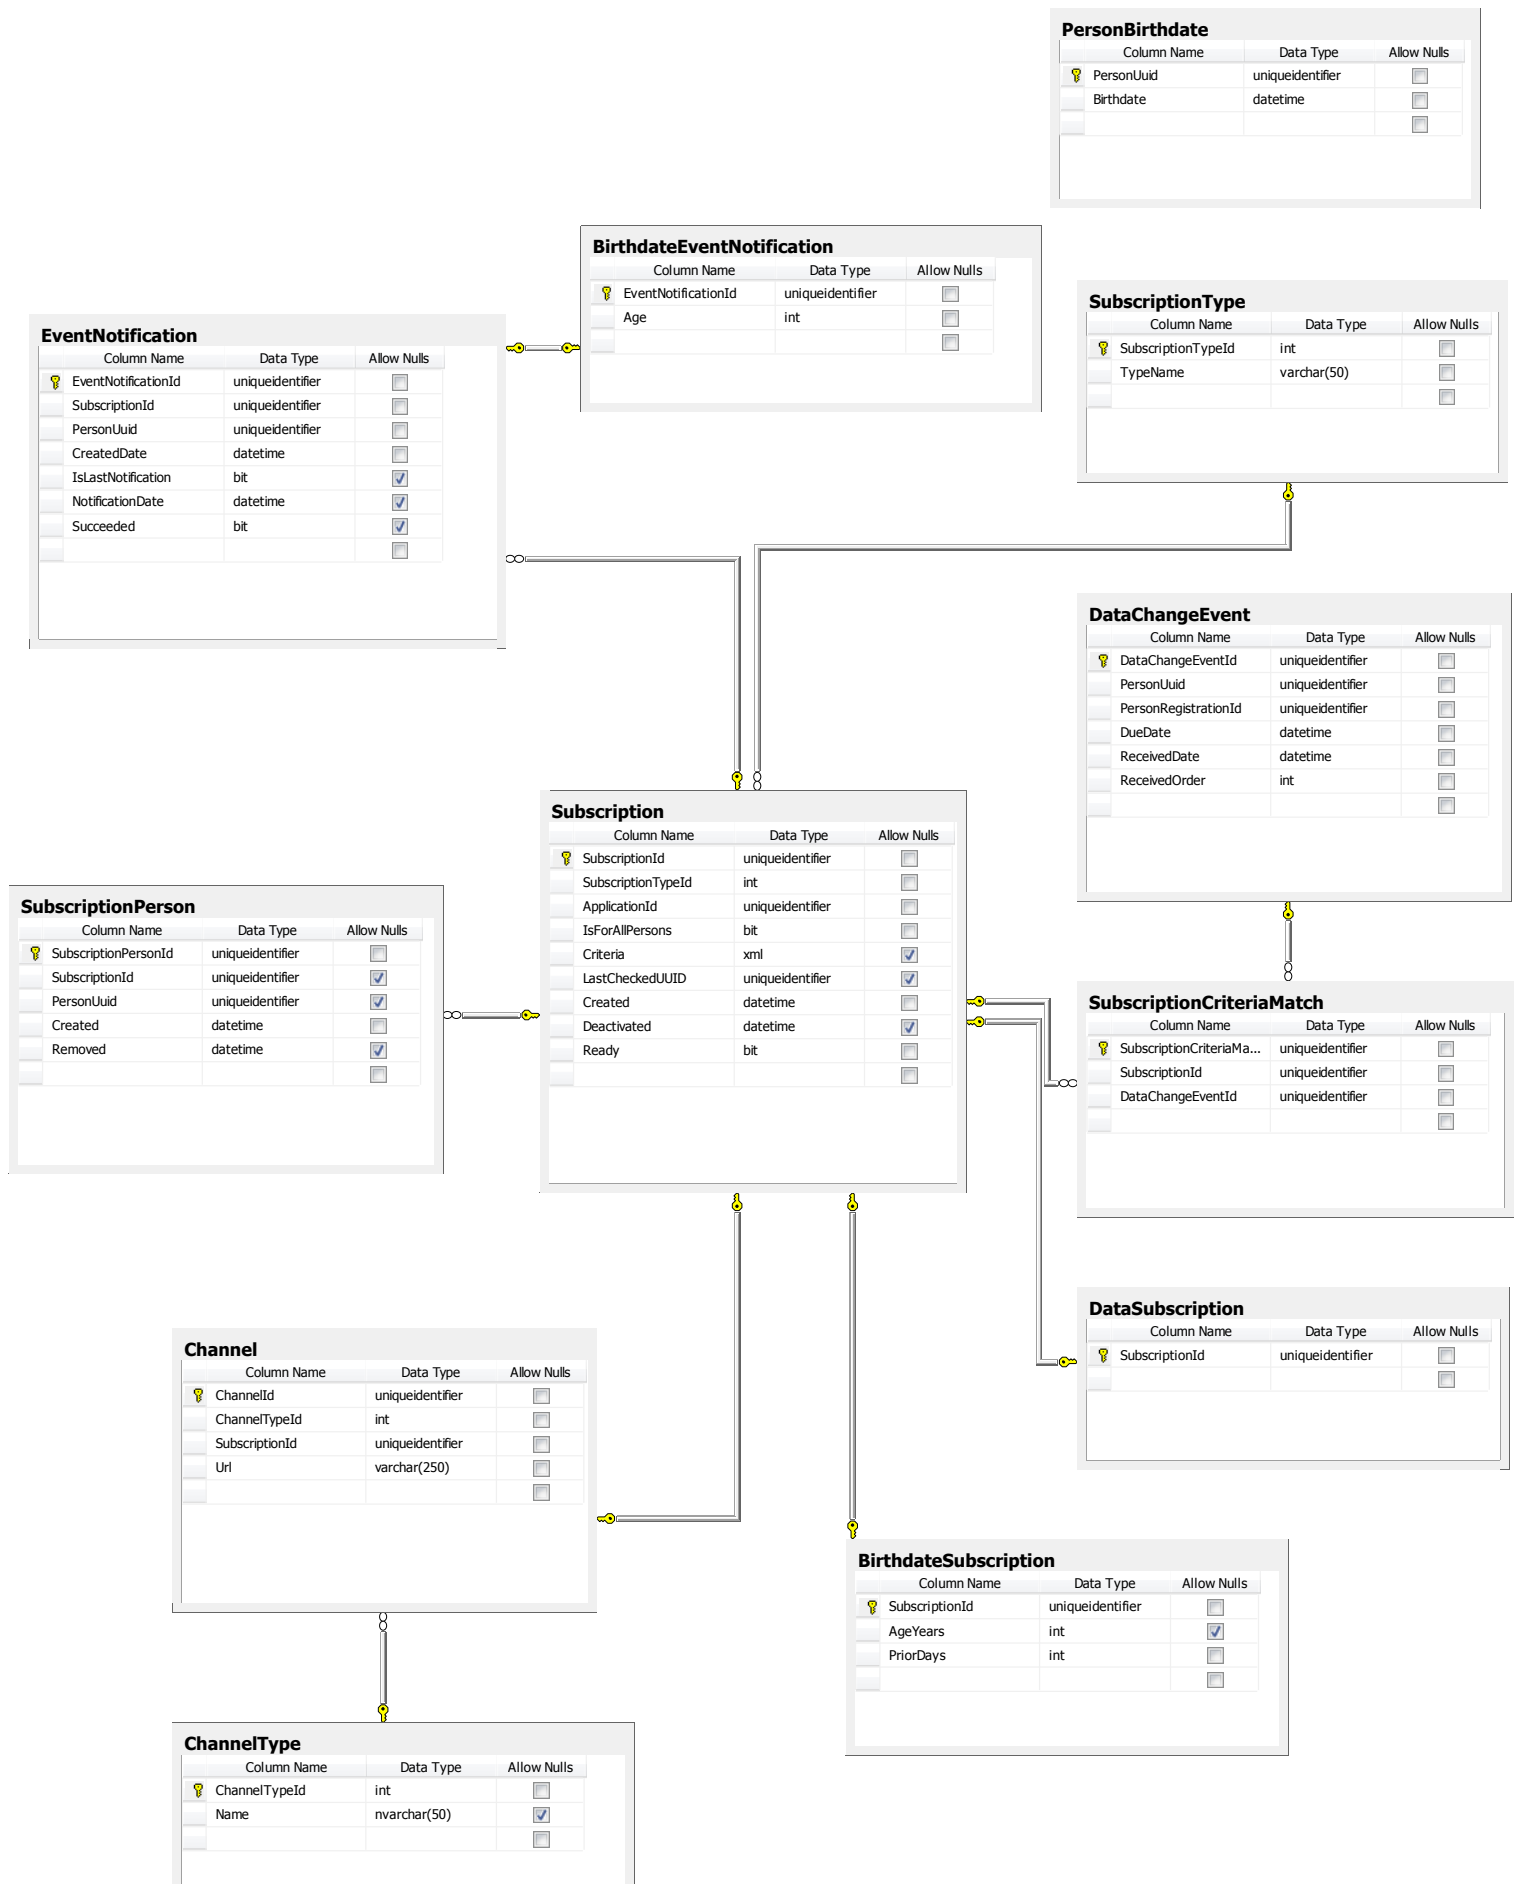 PersonBirthdate
Column Name Data Type Allow Nulls
PersonUuid uniqueidentifier
Birthdate datetime
BirthdateEventNotification
Column Name Data Type Allow Nulls
EventNotificationId uniqueidentifier
Age int
SubscriptionType
Column Name Data Type Allow Nulls
SubscriptionTypeId int
TypeName varchar(50)
EventNotification
Column Name Data Type Allow Nulls
EventNotificationId uniqueidentifier
SubscriptionId uniqueidentifier
PersonUuid uniqueidentifier
CreatedDate datetime
IsLastNotification bit
NotificationDate datetime
Succeeded bit
DataChangeEvent
Column Name Data Type Allow Nulls
DataChangeEventId uniqueidentifier
PersonUuid uniqueidentifier
PersonRegistrationId uniqueidentifier
DueDate datetime
ReceivedDate datetime
ReceivedOrder int
Subscription
Column Name Data Type Allow Nulls
SubscriptionId uniqueidentifier
SubscriptionTypeId int
ApplicationId uniqueidentifier
IsForAllPersons bit
Criteria xml
LastCheckedUUID uniqueidentifier
Created datetime
Deactivated datetime
Ready bit
SubscriptionPerson
Column Name Data Type Allow Nulls
SubscriptionPersonId uniqueidentifier
SubscriptionId uniqueidentifier
PersonUuid uniqueidentifier
Created datetime
Removed datetime
SubscriptionCriteriaMatch
Column Name Data Type Allow Nulls
SubscriptionCriteriaMa... uniqueidentifier
SubscriptionId uniqueidentifier
DataChangeEventId uniqueidentifier
DataSubscription
Column Name Data Type Allow Nulls
SubscriptionId uniqueidentifier
Channel
Column Name Data Type Allow Nulls
ChannelId uniqueidentifier
ChannelTypeId int
SubscriptionId uniqueidentifier
Url varchar(250)
BirthdateSubscription
Column Name Data Type Allow Nulls
SubscriptionId uniqueidentifier
AgeYears int
PriorDays int
ChannelType
Column Name Data Type Allow Nulls
ChannelTypeId int
Name nvarchar(50)